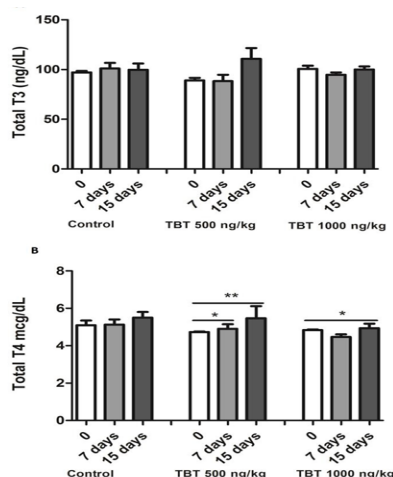 150
100
50
0
Total T3 (ng/dL)
0 7 days 15 days 0 7 days 15 days 0 7 days 15 days
Control TBT 500 ng/kg TBT 1000 ng/kg
B
8
6
4
2
0
Total T4 mcg/dL
**
* *
0 7 days 15 days 0 7 days 15 days 0 7 days 15 days
Control TBT 500 ng/kg TBT 1000 ng/kg